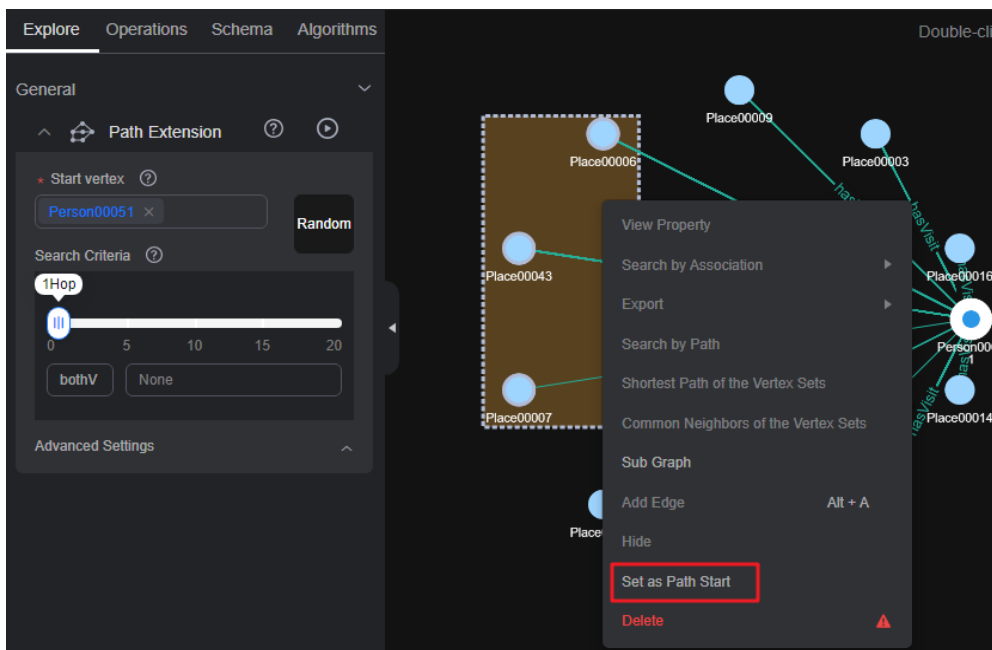 Explore Operations Schema Algorithms
Double-cli
General
Path Extension
* Start vertex
Person00051 ×
Random
Search Criteria
1Hop
0 5 10 15 20
bothV None
Advanced Settings
Place00009
Place00006
Place00003
Place00043
Place00016
Person00
1
Place00007
Place00014
Place
hasVisit
hasVisit
hasVisit
View Property
Search by Association
Export
Search by Path
Shortest Path of the Vertex Sets
Common Neighbors of the Vertex Sets
Sub Graph
Add Edge Alt + A
Hide
Set as Path Start
Delete